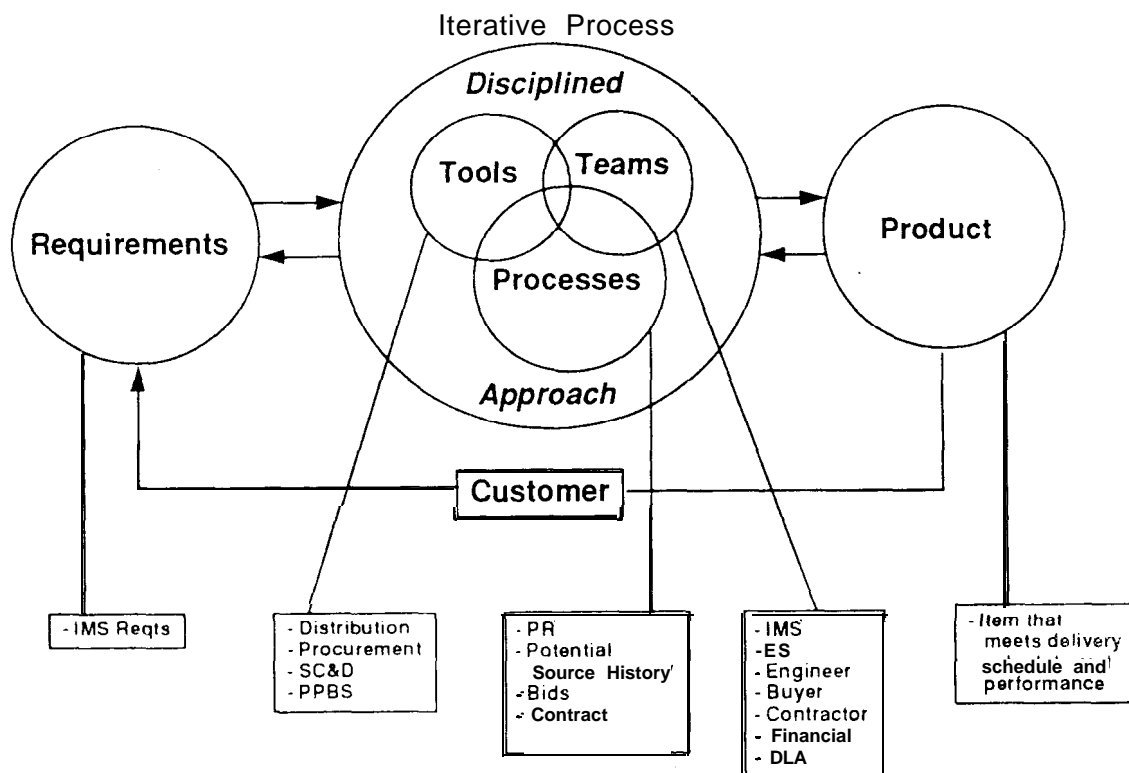 Iterative Process
Disciplined
Tools
Teams
Requirements
Product
Processes
Approach
Customer
- IMS Reqts
- Distribution
- Procurement
- SC&D
- PPBS
- PR
- Potential
Source History
- Bids
- Contract
- IMS
- ES
- Engineer
- Buyer
- Contractor
- Financial
- DLA
- Item that
meets delivery
schedule and
performance